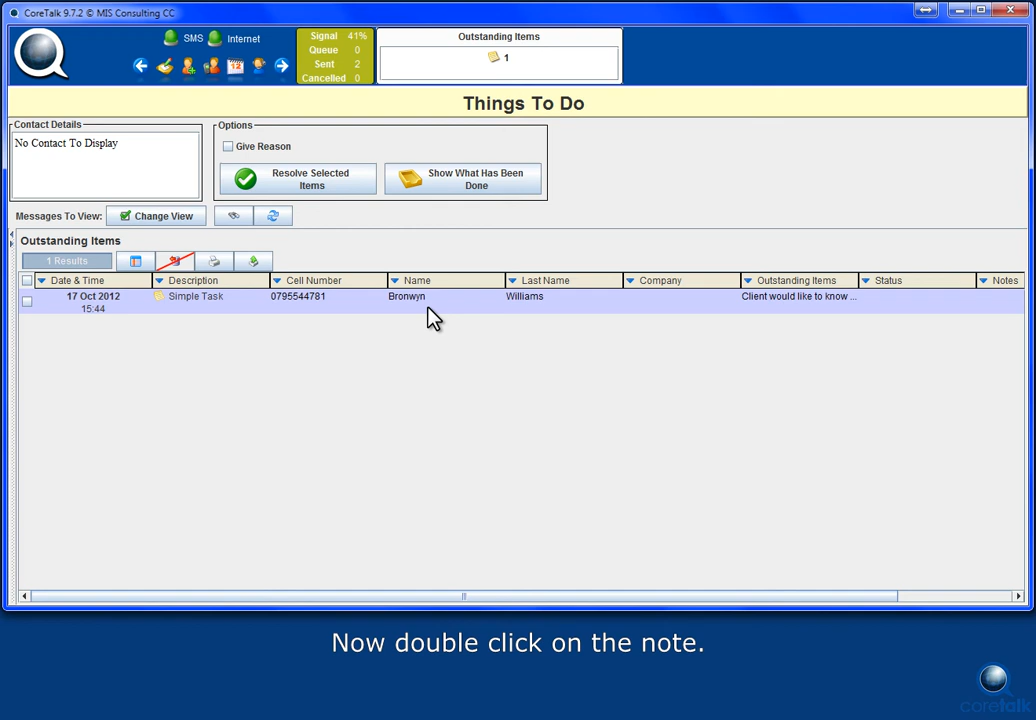 CoreTalk 9.7.2 © MIS Consulting CC
SMS Internet
Signal 41%
Queue 0
Sent 2
Cancelled 0
Outstanding Items
1
12
Things To Do
Contact Details
No Contact To Display
Options
Give Reason
Resolve Selected Items
Show What Has Been Done
Messages To View: Change View
Outstanding Items
1 Results
Date & Time Description Cell Number Name Last Name Company Outstanding Items Status Notes
17 Oct 2012 Simple Task 0795544781 Bronwyn Williams Client would like to know ...
15:44
Now double click on the note.
coretalk